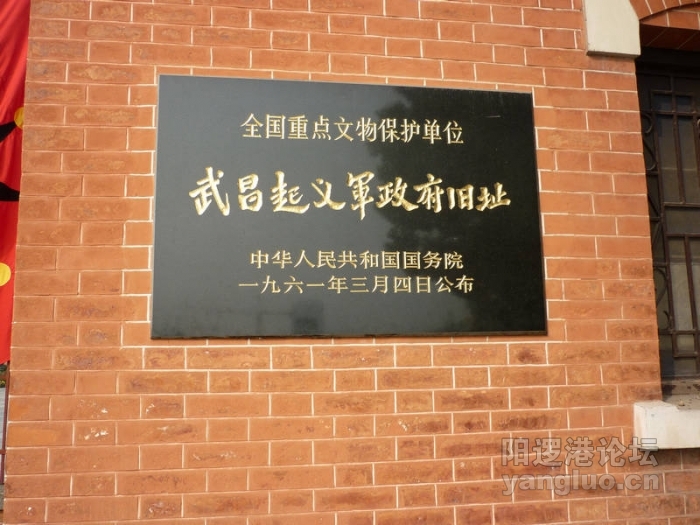 全国重点文物保护单位
武昌起义軍政府旧址
中华人民共和国国务院
一九六一年三月四日公布
阳逻港论坛
yangluo.cn